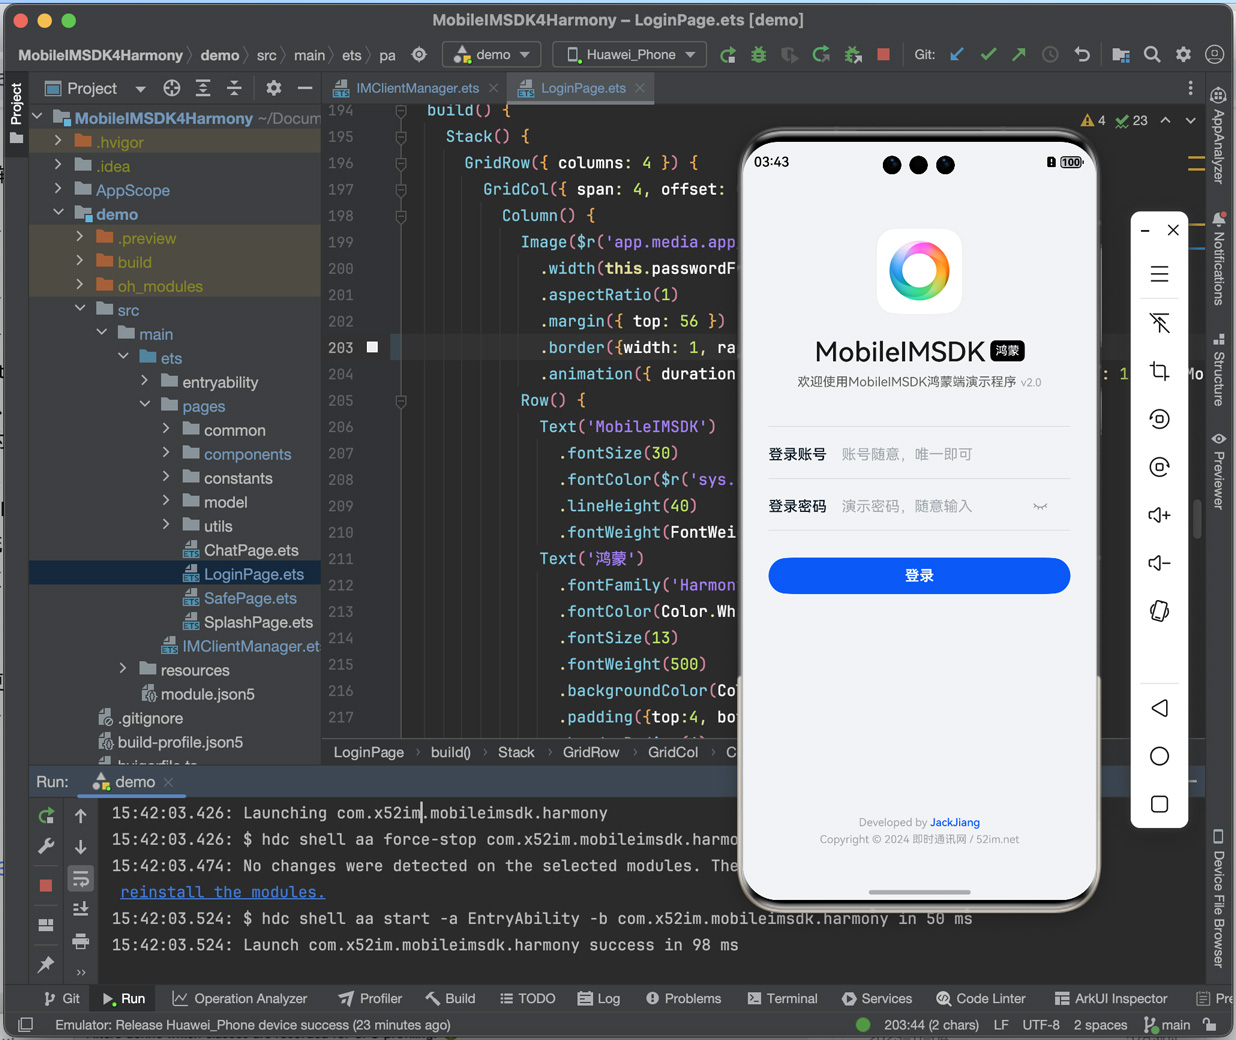 MobileIMSDK4Harmony – LoginPage.ets [demo]
MobileIMSDK4Harmony
demo
src
main
ets
pa
demo
Huawei_Phone
Git:
Project
Project
IMClientManager.ets
LoginPage.ets
MobileIMSDK4Harmony ~/Docum
.hvigor
.idea
AppScope
demo
.preview
build
oh_modules
src
main
ets
entryability
pages
common
components
constants
model
utils
ChatPage.ets
LoginPage.ets
SafePage.ets
SplashPage.ets
IMClientManager.ets
resources
module.json5
.gitignore
build-profile.json5
hvigorfile.ts
4
23
194 build() {
195 Stack() {
196 GridRow({ columns: 4 }) {
197 GridCol({ span: 4, offset:
198 Column() {
199 Image($r('app.media.app
200 .width(this.passwordF
201 .aspectRatio(1)
202 .margin({ top: 56 })
203 .border({width: 1, ra
204 .animation({ duration : 1 Mo
205 Row() {
206 Text('MobileIMSDK')
207 .fontSize(30)
208 .fontColor($r('sys.
209 .lineHeight(40)
210 .fontWeight(FontWei
211 Text('鸿蒙')
212 .fontFamily('Harmon
213 .fontColor(Color.Wh
214 .fontSize(13)
215 .fontWeight(500)
216 .backgroundColor(Co
217 .padding({top:4, bo
LoginPage
build()
Stack
GridRow
GridCol
C
03:43
100
MobileIMSDK 鸿蒙
欢迎使用MobileIMSDK鸿蒙端演示程序 v2.0
登录账号 账号随意，唯一即可
登录密码 演示密码，随意输入
登录
Developed by JackJiang
Copyright © 2024 即时通讯网 / 52im.net
AppAnalyzer
Notifications
Structure
Previewer
Device File Browser
Run:
demo
15:42:03.426: Launching com.x52im.mobileimsdk.harmony
15:42:03.426: $ hdc shell aa force-stop com.x52im.mobileimsdk.harmo
15:42:03.474: No changes were detected on the selected modules. The
reinstall the modules.
15:42:03.524: $ hdc shell aa start -a EntryAbility -b com.x52im.mobileimsdk.harmony in 50 ms
15:42:03.524: Launch com.x52im.mobileimsdk.harmony success in 98 ms
Git
Run
Operation Analyzer
Profiler
Build
TODO
Log
Problems
Terminal
Services
Code Linter
ArkUI Inspector
Pre
Emulator: Release Huawei_Phone device success (23 minutes ago)
203:44 (2 chars)
LF
UTF-8
2 spaces
main